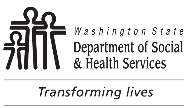 Washington State
Department of Social
& Health Services
Transforming lives